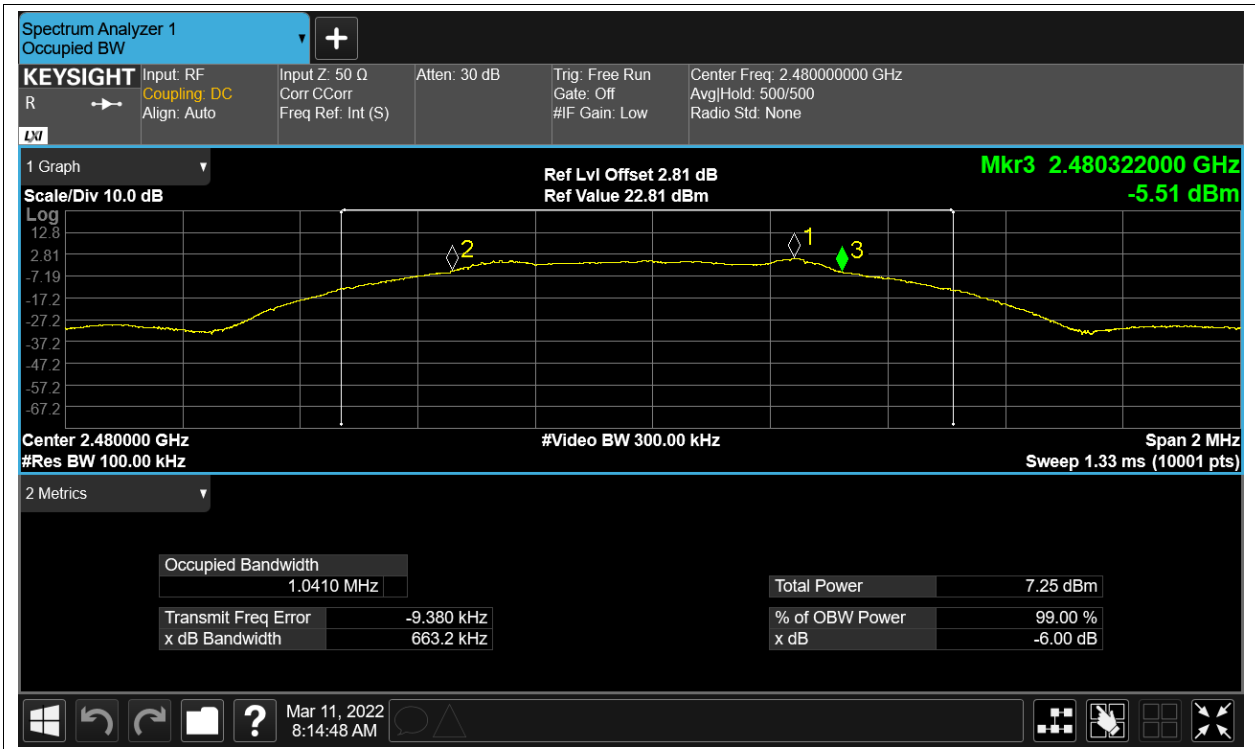 Spectrum Analyzer 1
Occupied BW
KEYSIGHT
R
LXI
Input: RF
Coupling: DC
Align: Auto
Input Z: 50 Ω
Corr CCorr
Freq Ref: Int (S)
Atten: 30 dB
Trig: Free Run
Gate: Off
#IF Gain: Low
Center Freq: 2.480000000 GHz
Avg|Hold: 500/500
Radio Std: None
1 Graph
Scale/Div 10.0 dB
Ref Lvl Offset 2.81 dB
Ref Value 22.81 dBm
Mkr3 2.480322000 GHz
-5.51 dBm
Log
12.8
2.81
-7.19
-17.2
-27.2
-37.2
-47.2
-57.2
-67.2
2
1
3
Center 2.480000 GHz
#Res BW 100.00 kHz
#Video BW 300.00 kHz
Span 2 MHz
Sweep 1.33 ms (10001 pts)
2 Metrics
Occupied Bandwidth
1.0410 MHz
Transmit Freq Error -9.380 kHz
x dB Bandwidth 663.2 kHz
Total Power 7.25 dBm
% of OBW Power 99.00 %
x dB -6.00 dB
?
Mar 11, 2022
8:14:48 AM